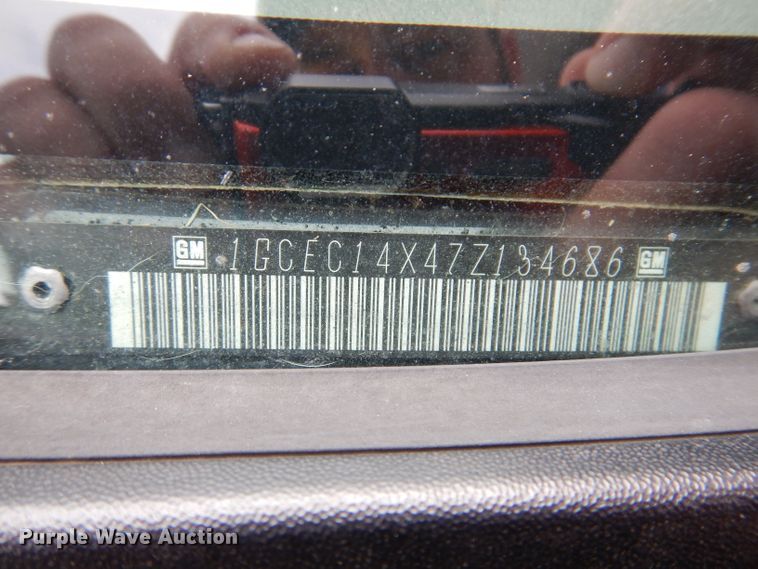 GM 1GCEC14X47Z134686 GM
Purple Wave Auction